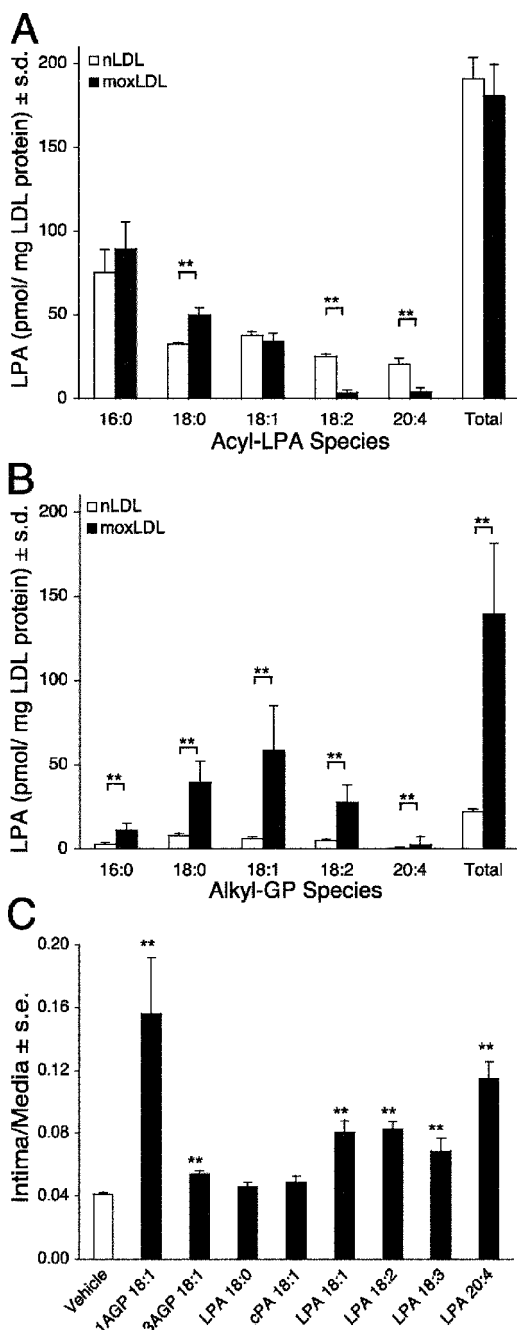 A
nLDL
moxLDL
LPA (pmol/ mg LDL protein) ± s.d.
200
150
100
50
0
**
**
**
16:0 18:0 18:1 18:2 20:4 Total
Acyl-LPA Species
B
nLDL
moxLDL
LPA (pmol/ mg LDL protein) ± s.d.
200
150
100
50
0
**
**
**
**
**
**
16:0 18:0 18:1 18:2 20:4 Total
Alkyl-GP Species
C
Intima/Media ± s.e.
0.20
0.16
0.12
0.08
0.04
0.00
**
**
**
**
**
**
Vehicle
1AGP 18:1
3AGP 18:1
LPA 18:0
cPA 18:1
LPA 18:1
LPA 18:2
LPA 18:3
LPA 20:4